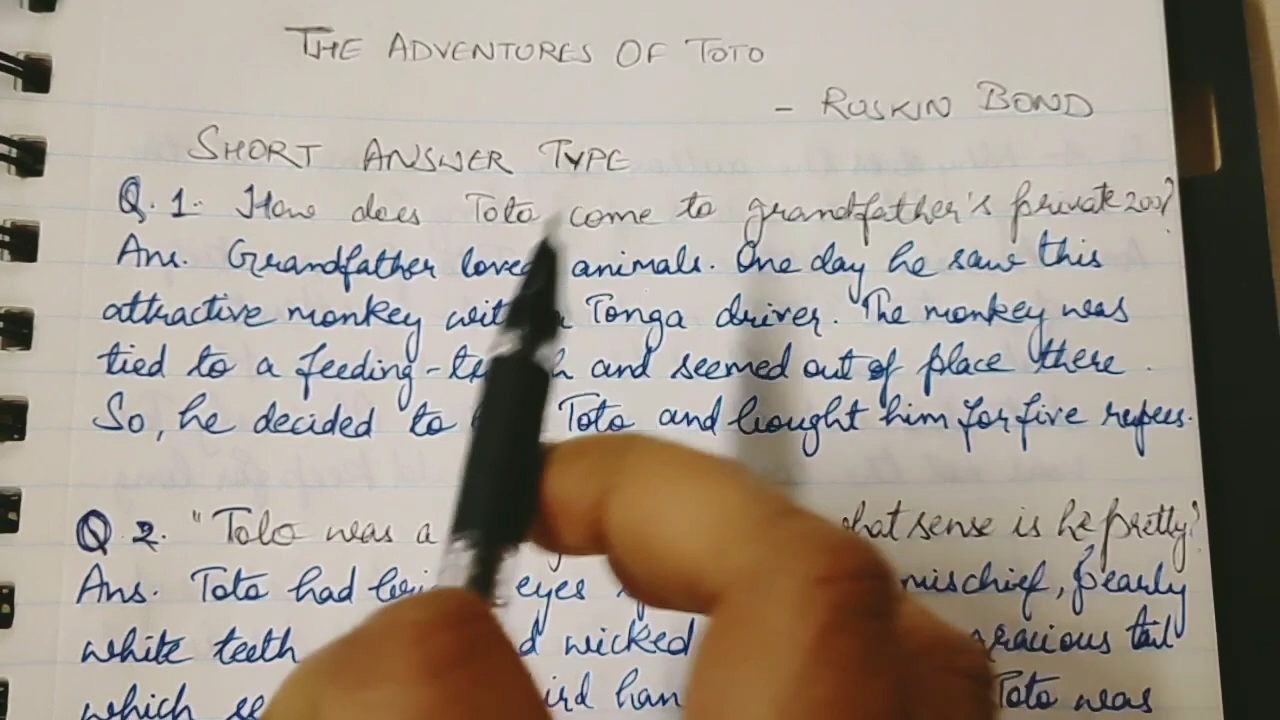 THE ADVENTURES OF TOTO
- RUSKIN BOND
SHORT ANSWER TYPE
Q. 1. How does Toto come to grandfather's private zoo?
Ans. Grandfather loved animals. One day he saw this
attractive monkey with Tonga driver. The monkey was
tied to a feeding- and seemed out of place there.
So, he decided to Toto and bought him for five rupees.
Q 2. "Toto was a what sense is he pretty?
Ans. Toto had eyes mischief, pearly
white teeth wicked tail
which Toto was